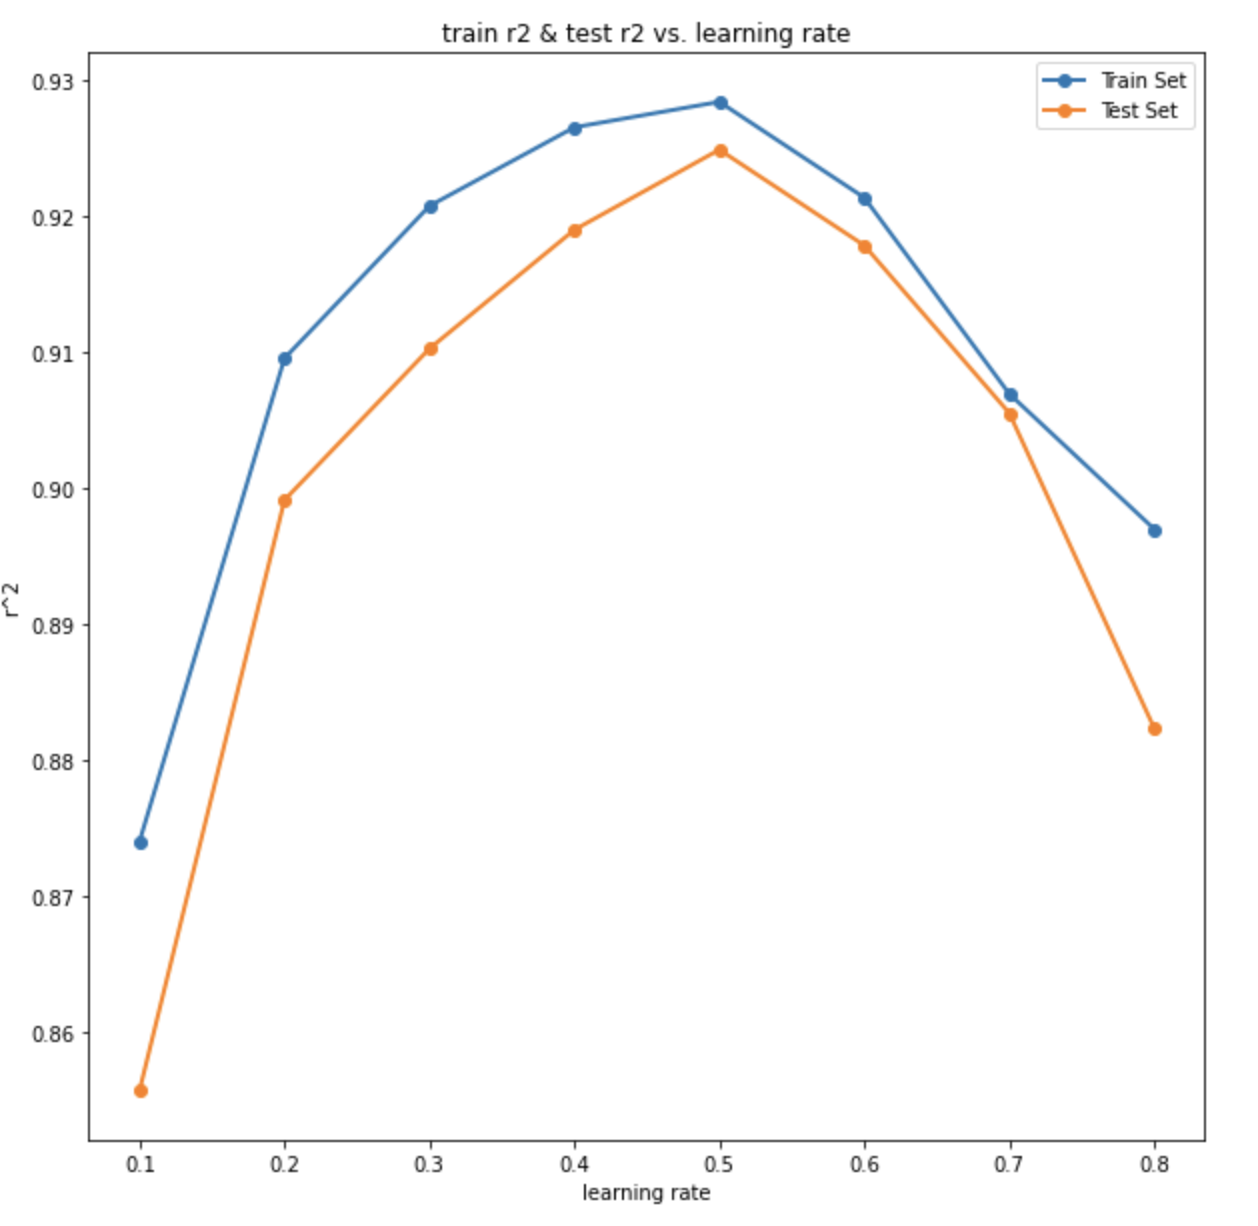 train r2 & test r2 vs. learning rate
Train Set
Test Set
0.93
0.92
0.91
0.90
0.89
0.88
0.87
0.86
r^2
0.1 0.2 0.3 0.4 0.5 0.6 0.7 0.8
learning rate